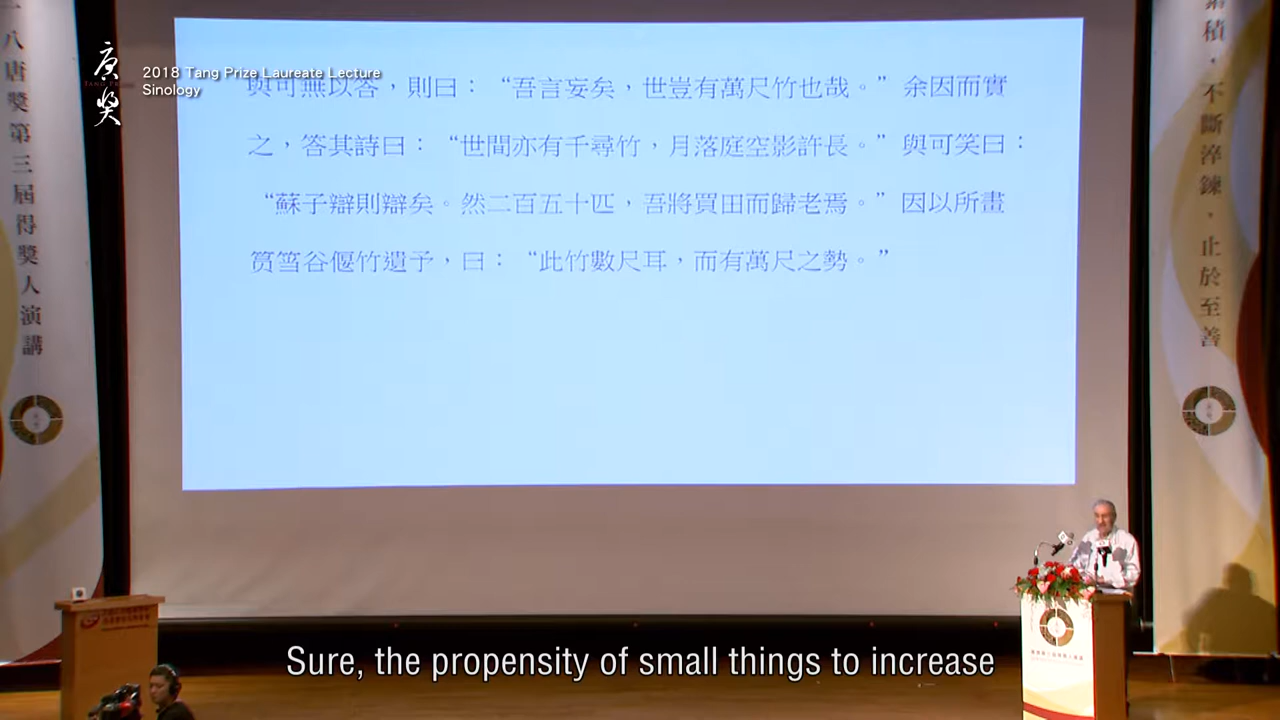 2018 Tang Prize Laureate Lecture
Sinology
與可無以答，則曰：“吾言妄矣，世豈有萬尺竹也哉。” 余因而實
之，答其詩曰：“世間亦有千尋竹，月落庭空影許長。”與可笑曰：
“蘇子辯則辯矣。然二百五十匹，吾將買田而歸老焉。”因以所畫
篔簹谷偃竹遺予，曰：“此竹數尺耳，而有萬尺之勢。”
一八唐獎第三屆得獎人演講
積，不斷淬鍊，止於至善
Sure, the propensity of small things to increase